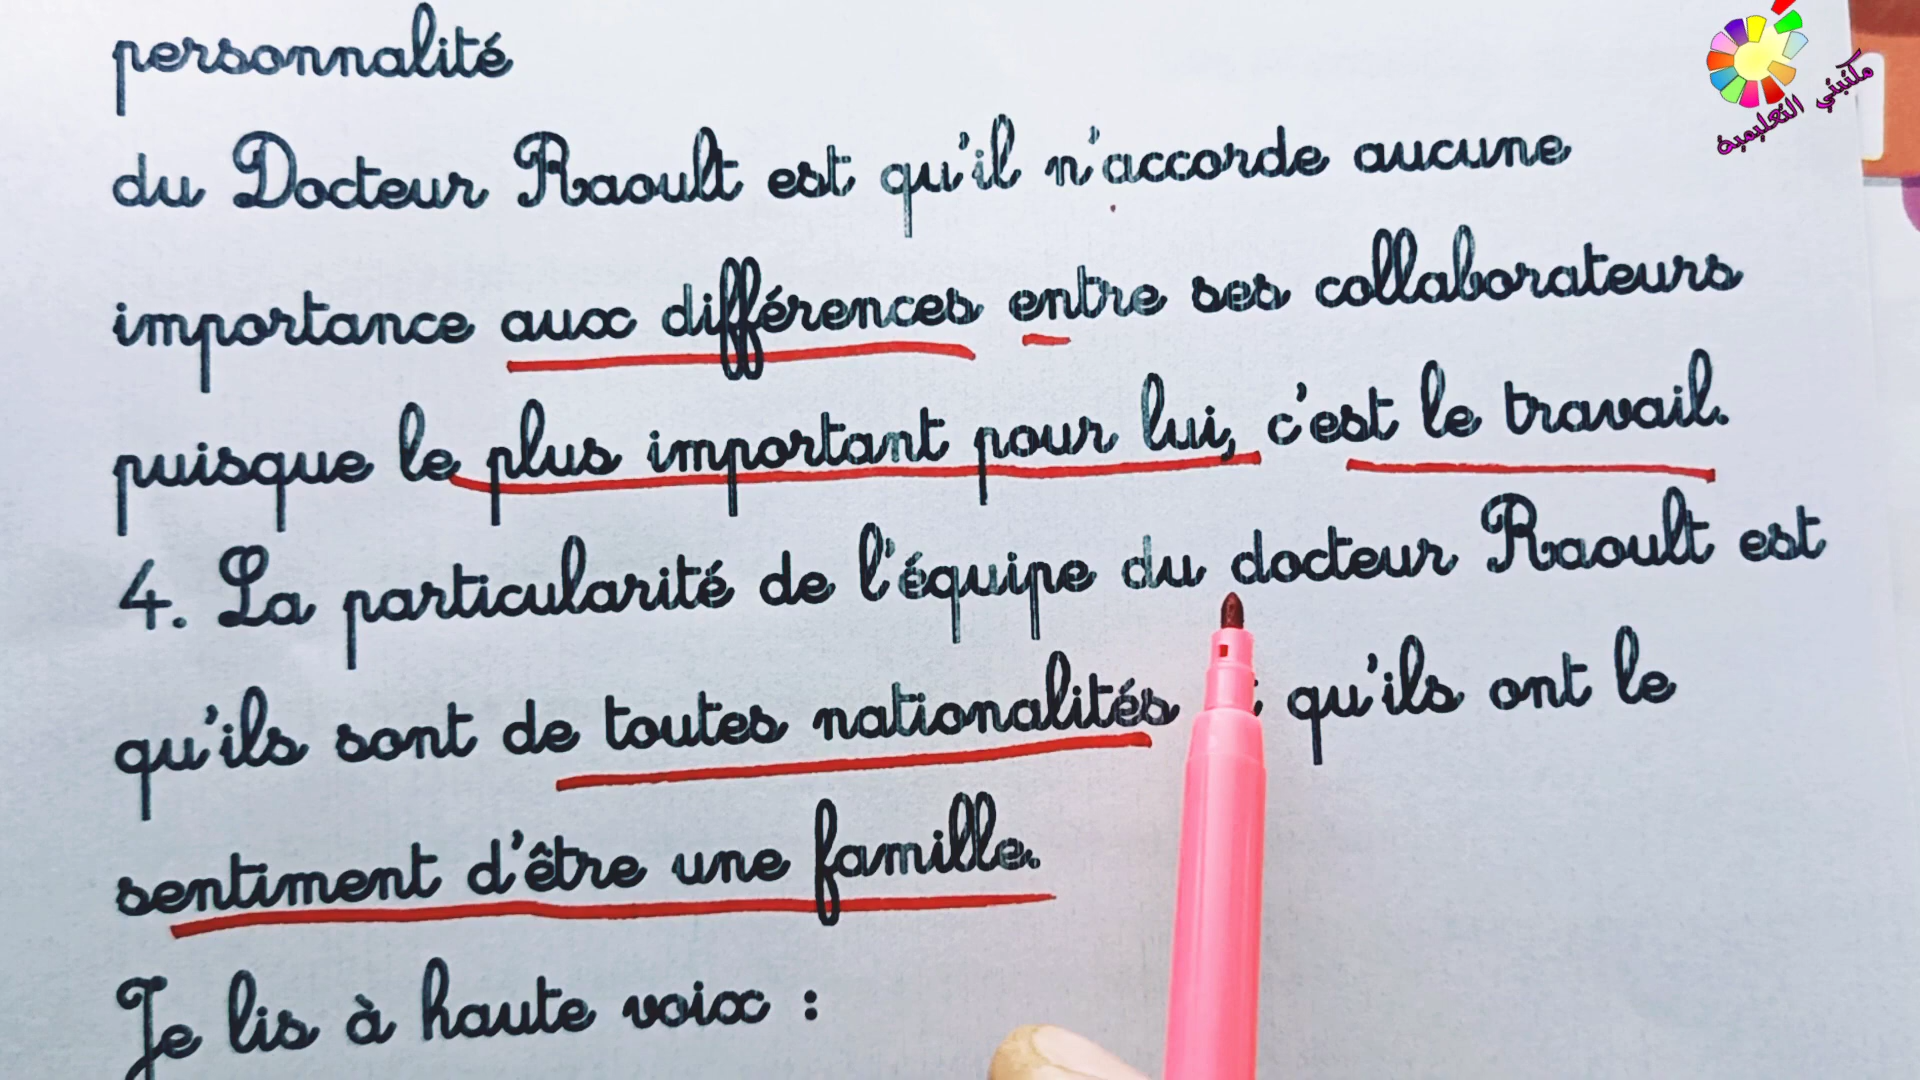 personnalité
du Docteur Raoult est qu'il n'accorde aucune
importance aux différences entre ses collaborateurs
puisque le plus important pour lui, c'est le travail.
4. La particularité de l'équipe du docteur Raoult est
qu'ils sont de toutes nationalités qu'ils ont le
sentiment d'être une famille.
Je lis à haute voix :
مكتبتي التعليمية